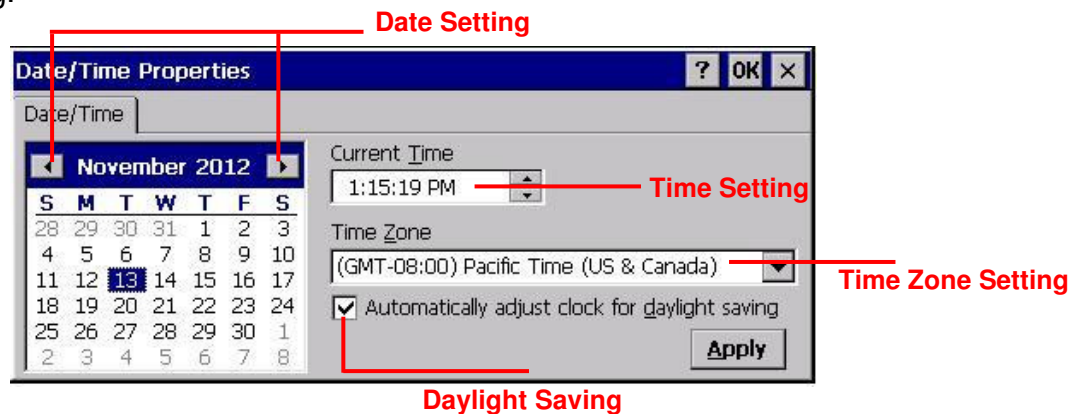 g.
Date Setting
Date/Time Properties ? OK ×
Date/Time
November 2012
S M T W T F S
28 29 30 31 1 2 3
4 5 6 7 8 9 10
11 12 13 14 15 16 17
18 19 20 21 22 23 24
25 26 27 28 29 30 1
2 3 4 5 6 7 8
Current Time
1:15:19 PM
Time Setting
Time Zone
(GMT-08:00) Pacific Time (US & Canada)
Time Zone Setting
Automatically adjust clock for daylight saving
Apply
Daylight Saving